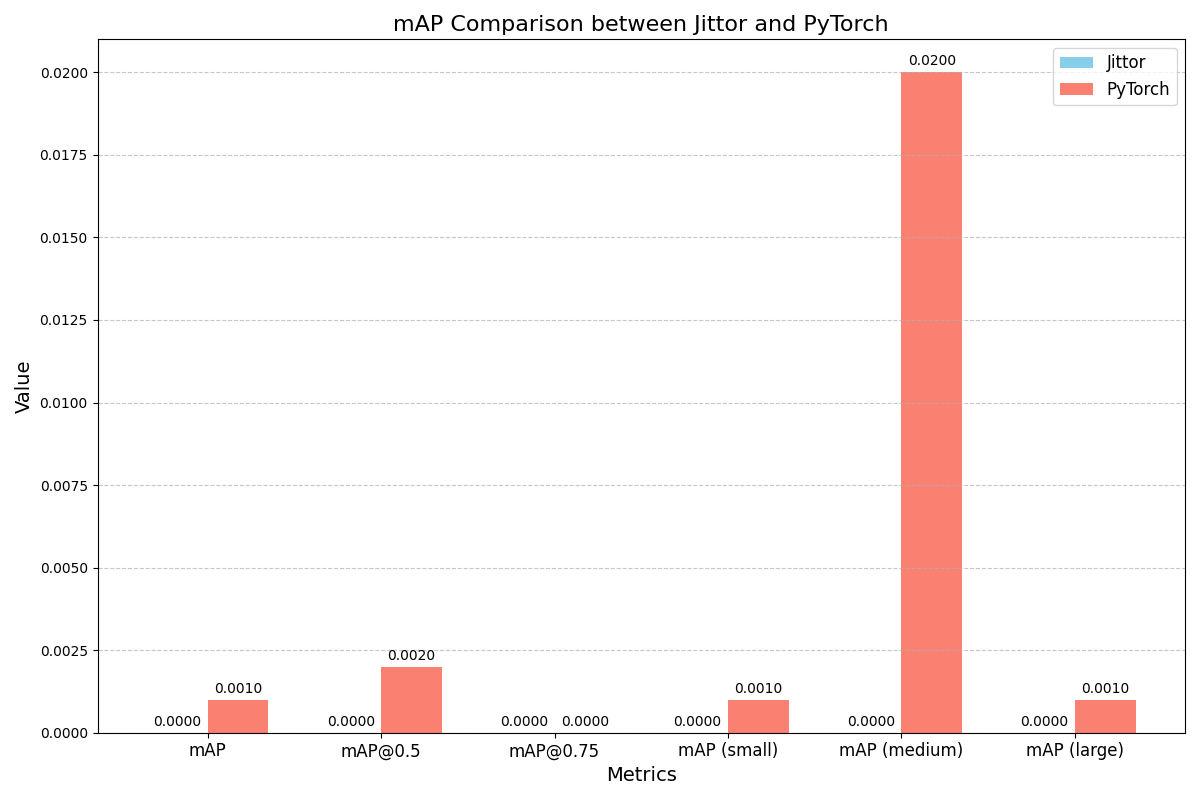 mAP Comparison between Jittor and PyTorch
Jittor
PyTorch
Value
0.0200
0.0175
0.0150
0.0125
0.0100
0.0075
0.0050
0.0025
0.0000
0.0000 0.0010
0.0000 0.0020
0.0000 0.0000
0.0000 0.0010
0.0000 0.0200
0.0000 0.0010
mAP mAP@0.5 mAP@0.75 mAP (small) mAP (medium) mAP (large)
Metrics